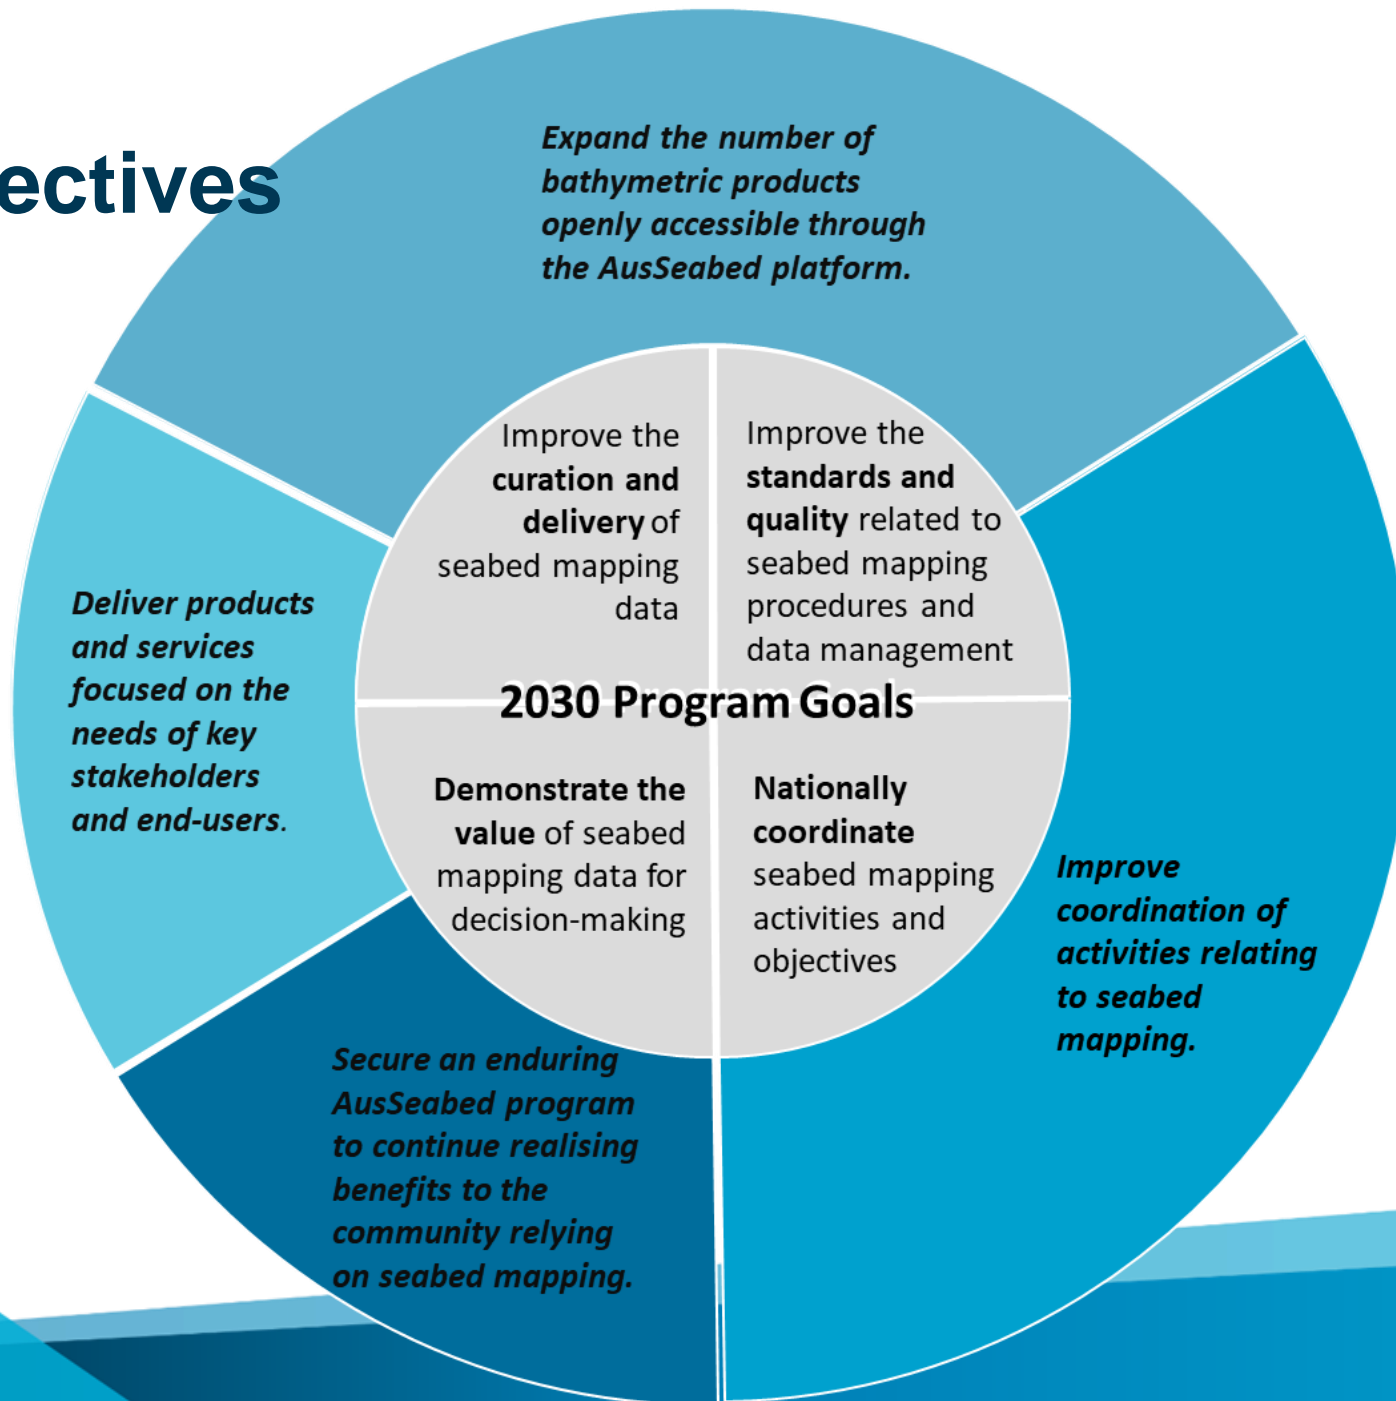 ectives
Expand the number of
bathymetric products
openly accessible through
the AusSeabed platform.
Improve the
curation and
delivery of
seabed mapping
data
Improve the
standards and
quality related to
seabed mapping
procedures and
data management
2030 Program Goals
Demonstrate the
value of seabed
mapping data for
decision-making
Nationally
coordinate
seabed mapping
activities and
objectives
Deliver products
and services
focused on the
needs of key
stakeholders
and end-users.
Improve
coordination of
activities relating
to seabed
mapping.
Secure an enduring
AusSeabed program
to continue realising
benefits to the
community relying
on seabed mapping.